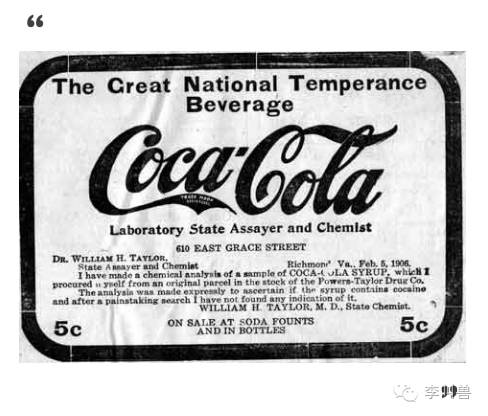 “
The Great National Temperance
Beverage
Coca-Cola
TRADE MARK
REGISTERED
Laboratory State Assayer and Chemist
610 EAST GRACE STREET
DR. WILLIAM H. TAYLOR,
State Assayer and Chemist Richmond Va., Feb. 5, 1906.
I have made a chemical analysis of a sample of COCA-COLA SYRUP, which I
procured myself from an original parcel in the stock of the Powers-Taylor Drug Co.
The analysis was made expressly to ascertain if the syrup contains cocaine
and after a painstaking search I have not found any indication of it.
WILLIAM H. TAYLOR, M. D., State Chemist.
5c ON SALE AT SODA FOUNTS 5c
AND IN BOTTLES
李 兽
”